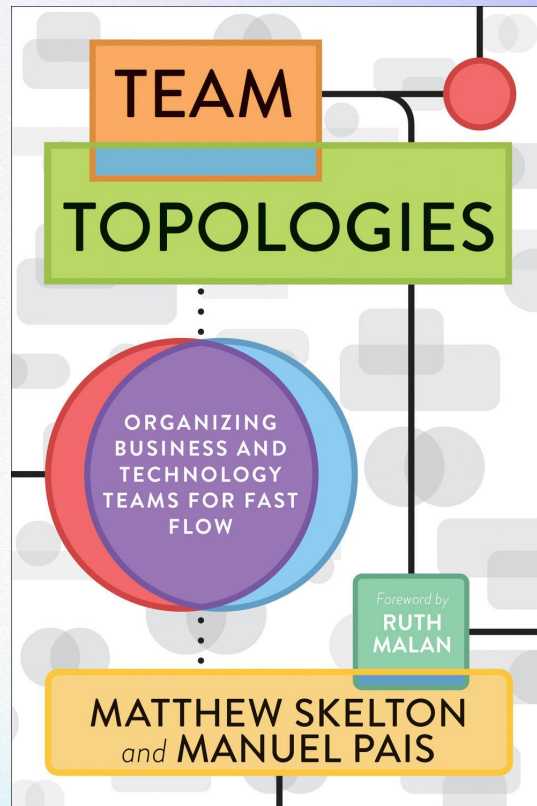 TEAM
TOPOLOGIES
ORGANIZING
BUSINESS AND
TECHNOLOGY
TEAMS FOR FAST
FLOW
Foreword by
RUTH
MALAN
MATTHEW SKELTON
and MANUEL PAIS